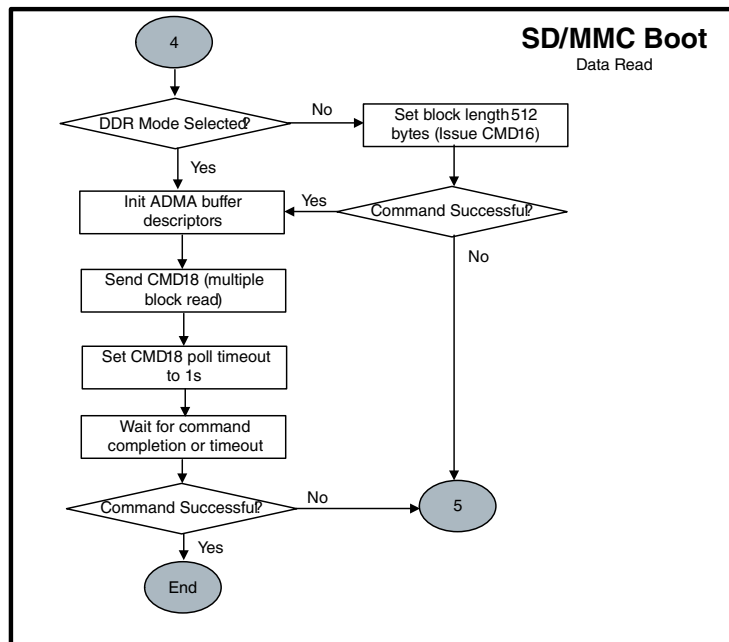 SD/MMC Boot
Data Read
4
DDR Mode Selected?
No
Set block length 512
bytes (Issue CMD16)
Yes
Init ADMA buffer
descriptors
Yes
Command Successful?
No
Send CMD18 (multiple
block read)
Set CMD18 poll timeout
to 1s
Wait for command
completion or timeout
Command Successful?
No
5
Yes
End